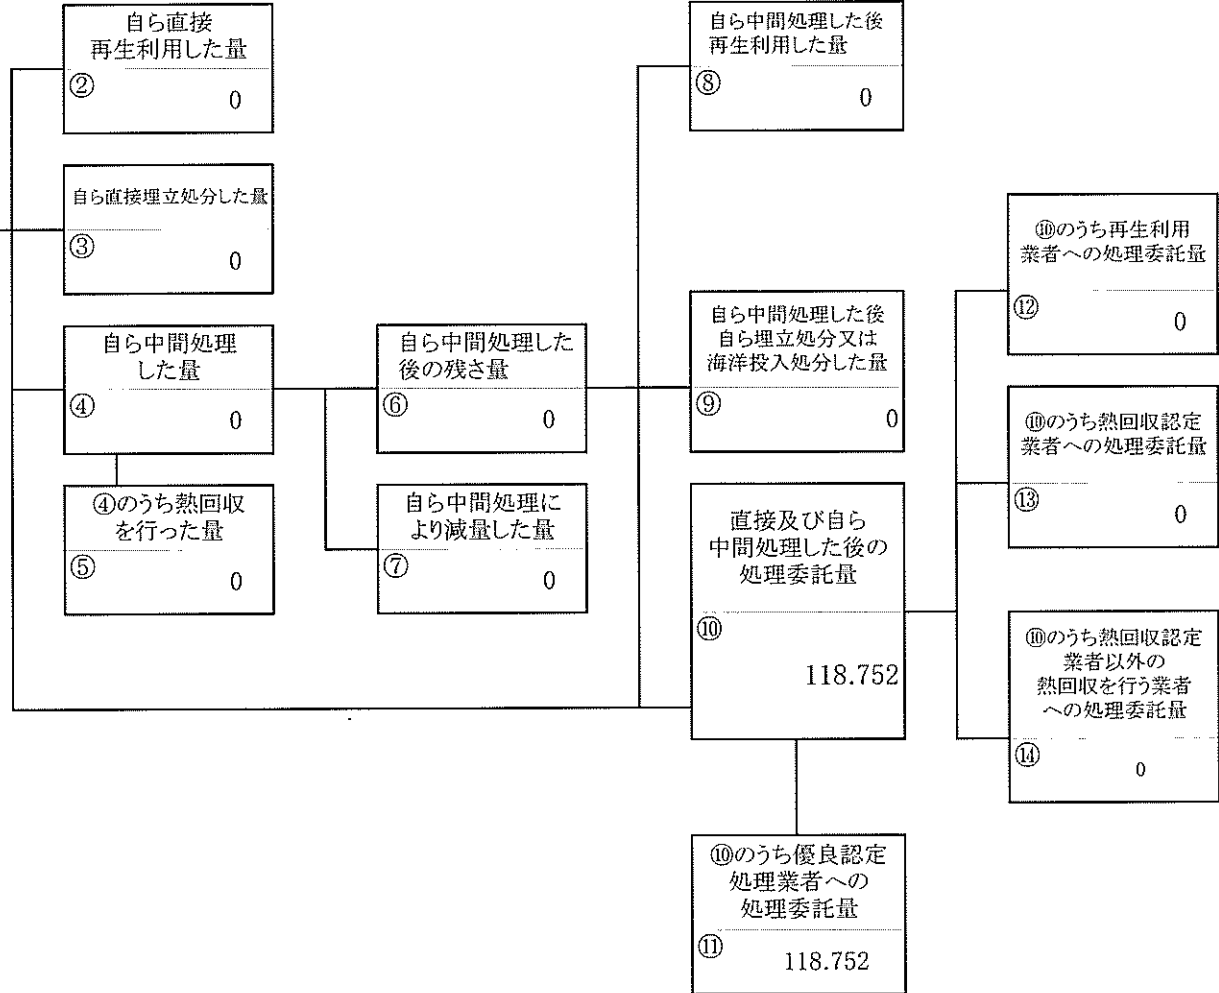 自ら直接
再生利用した量
②
0
自ら直接埋立処分した量
③
0
自ら中間処理
した量
④
0
④のうち熱回収
を行った量
⑤
0
自ら中間処理した
後の残さ量
⑥
0
自ら中間処理に
より減量した量
⑦
0
自ら中間処理した後
再生利用した量
⑧
0
自ら中間処理した後
自ら埋立処分又は
海洋投入処分した量
⑨
0
直接及び自ら
中間処理した後の
処理委託量
⑩
118.752
⑩のうち優良認定
処理業者への
処理委託量
⑪
118.752
⑩のうち再生利用
業者への処理委託量
⑫
0
⑩のうち熱回収認定
業者への処理委託量
⑬
0
⑩のうち熱回収認定
業者以外の
熱回収を行う業者
への処理委託量
⑭
0